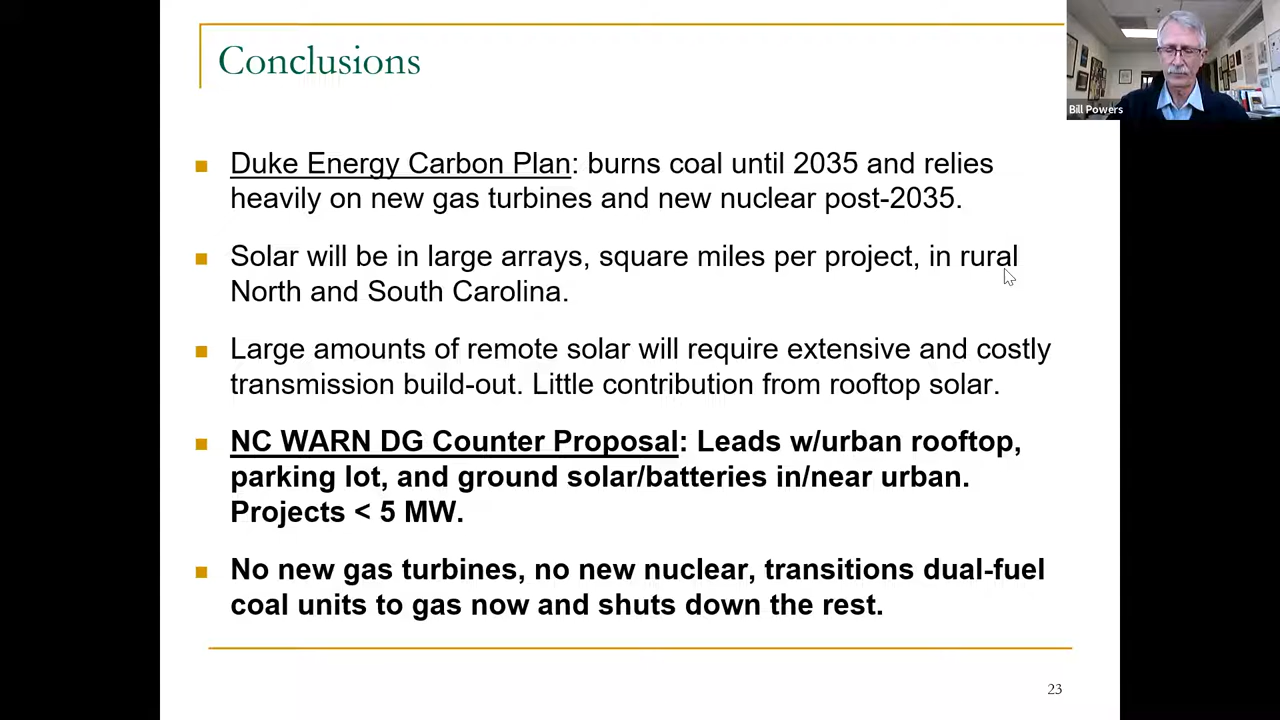 Conclusions
Bill Powers
Duke Energy Carbon Plan: burns coal until 2035 and relies
heavily on new gas turbines and new nuclear post-2035.
Solar will be in large arrays, square miles per project, in rural
North and South Carolina.
Large amounts of remote solar will require extensive and costly
transmission build-out. Little contribution from rooftop solar.
NC WARN DG Counter Proposal: Leads w/urban rooftop,
parking lot, and ground solar/batteries in/near urban.
Projects < 5 MW.
No new gas turbines, no new nuclear, transitions dual-fuel
coal units to gas now and shuts down the rest.
23